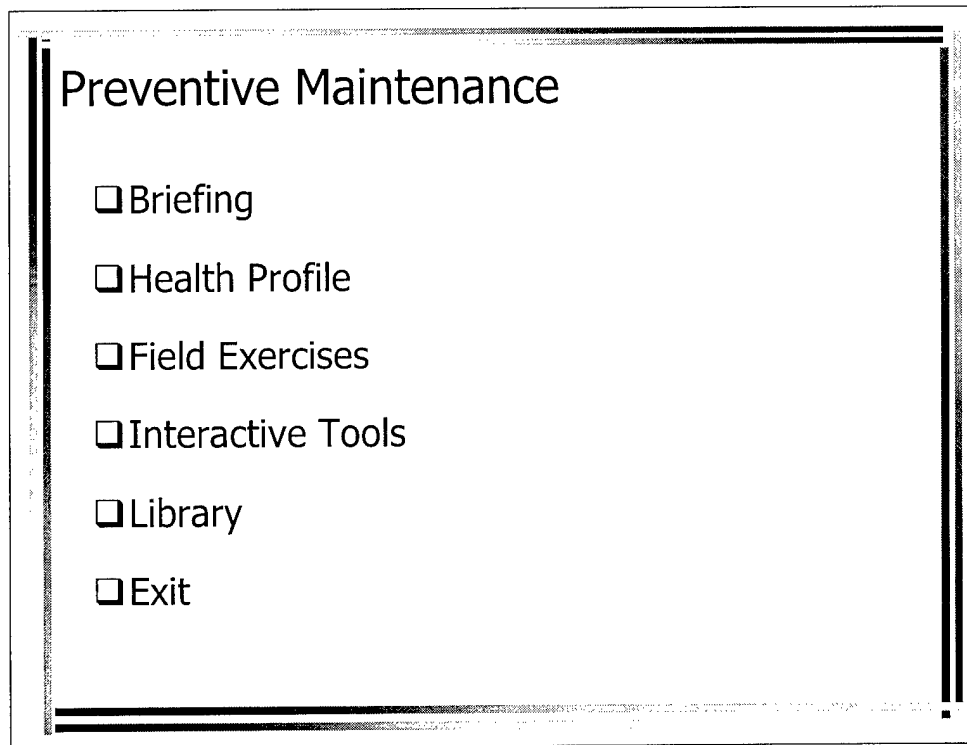 Preventive Maintenance
❑Briefing
❑Health Profile
❑Field Exercises
❑Interactive Tools
❑Library
❑Exit